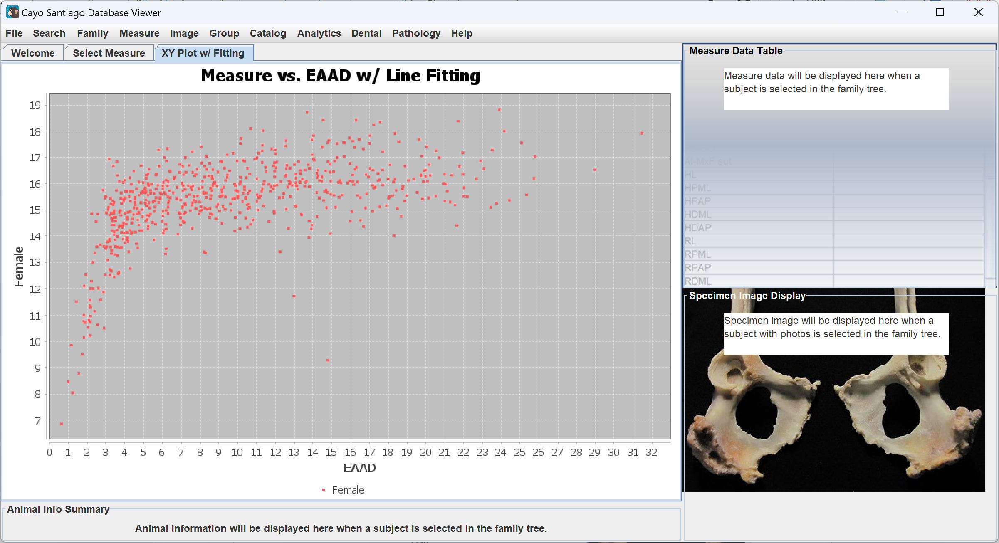 Cayo Santiago Database Viewer
File Search Family Measure Image Group Catalog Analytics Dental Pathology Help
Welcome Select Measure XY Plot w/ Fitting
Measure vs. EAAD w/ Line Fitting
19
18
17
16
15
14
13
12
11
10
9
8
7
Female
0 1 2 3 4 5 6 7 8 9 10 11 12 13 14 15 16 17 18 19 20 21 22 23 24 25 26 27 28 29 30 31 32
EAAD
Female
Animal Info Summary
Animal information will be displayed here when a subject is selected in the family tree.
Measure Data Table
Measure data will be displayed here when a
subject is selected in the family tree.
Al-MxF sut
HL
HPML
HPAP
HDML
HDAP
RL
RPML
RPAP
RDML
Specimen Image Display
Specimen image will be displayed here when a
subject with photos is selected in the family tree.